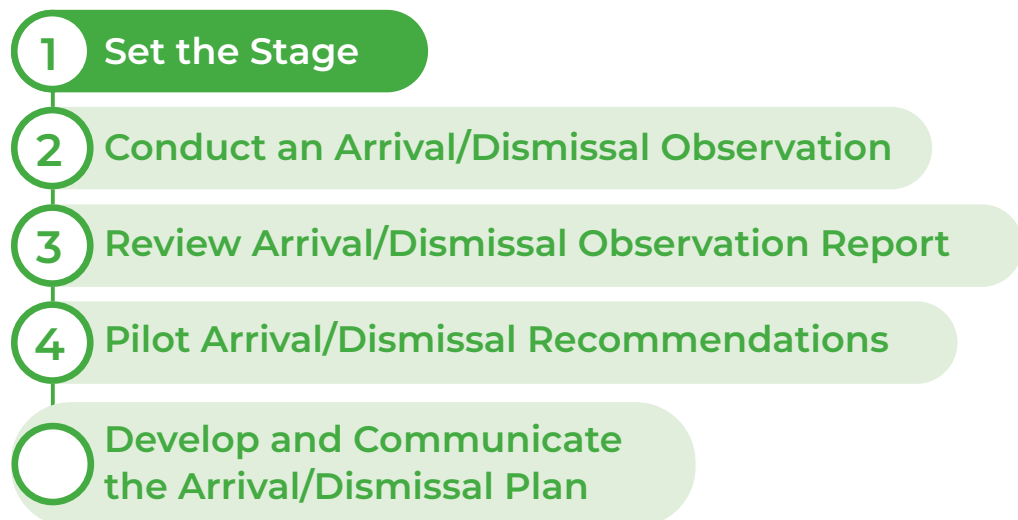 1 Set the Stage
2 Conduct an Arrival/Dismissal Observation
3 Review Arrival/Dismissal Observation Report
4 Pilot Arrival/Dismissal Recommendations
Develop and Communicate
the Arrival/Dismissal Plan